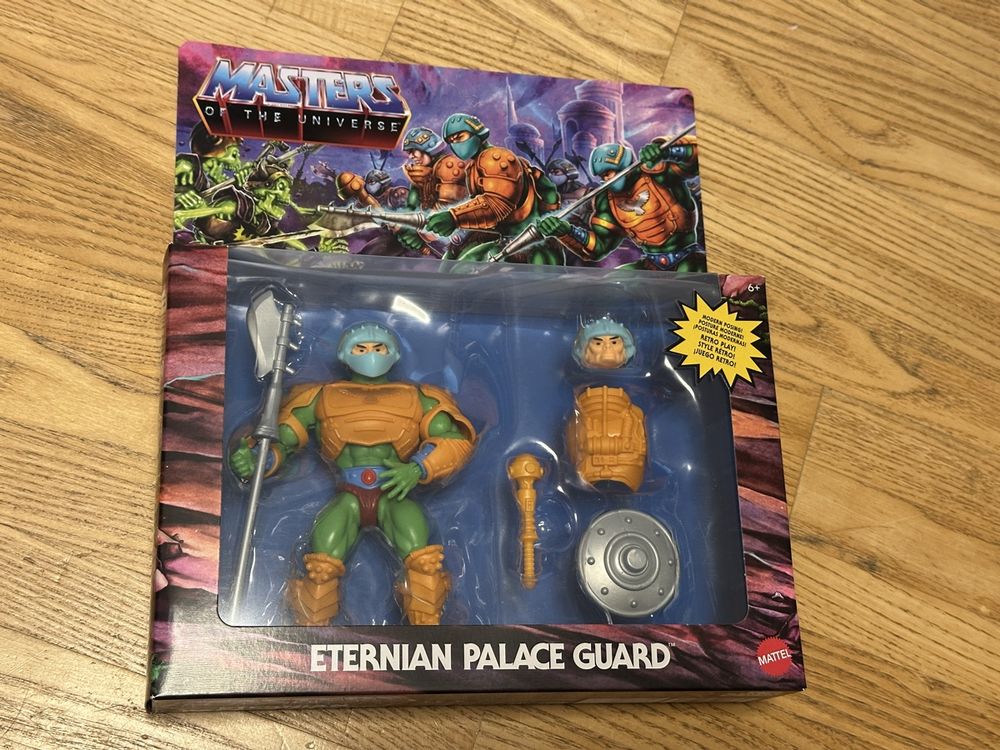 MASTERS
OF THE UNIVERSE
6+
MODERN POSING!
POSTURE MODERNE!
¡POSTURAS MODERNAS!
RETRO PLAY!
STYLE RÉTRO!
¡JUEGO RETRO!
ETERNIAN PALACE GUARD™
MATTEL